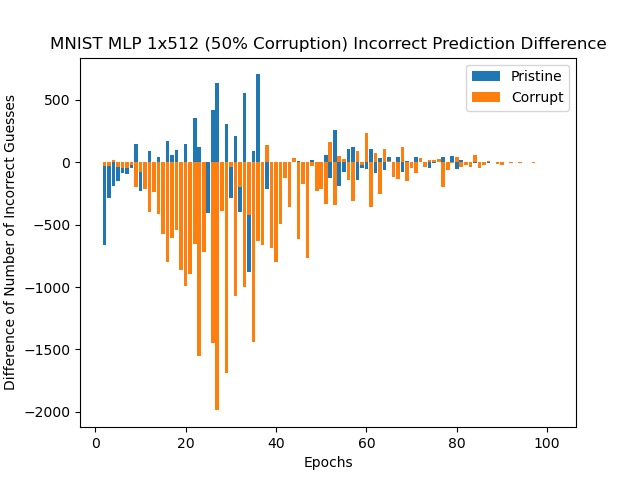 MNIST MLP 1x512 (50% Corruption) Incorrect Prediction Difference
Pristine
Corrupt
Difference of Number of Incorrect Guesses
500
0
−500
−1000
−1500
−2000
0 20 40 60 80 100
Epochs